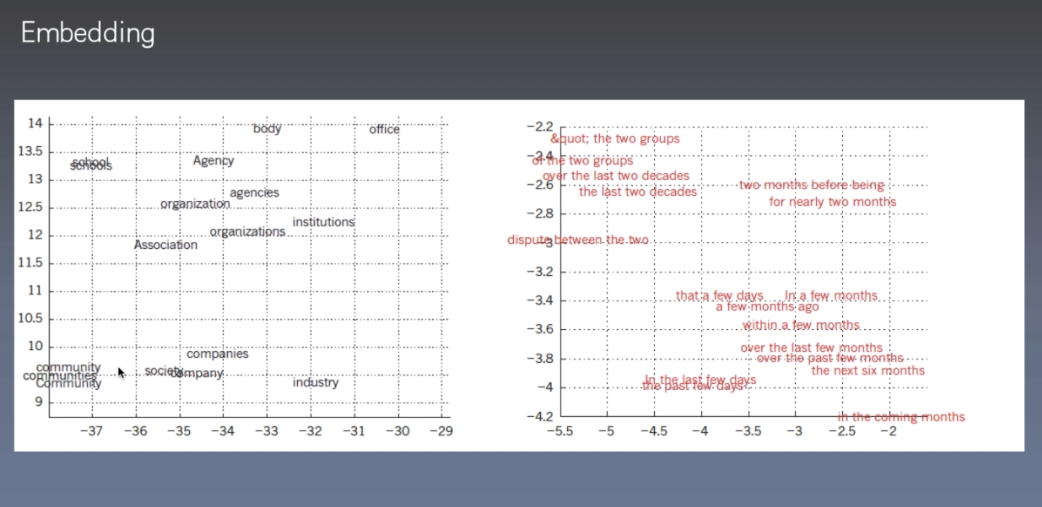 Embedding
14
13.5
13
12.5
12
11.5
11
10.5
10
9
−37
−36
−35
−34
−33
−32
−31
−30
−29
body
office
school
schools
Agency
agencies
organization
institutions
organizations
Association
companies
community
communities
Community
society
company
industry
−2.2
−2.4
−2.6
−2.8
−3
−3.2
−3.4
−3.6
−3.8
−4
−4.2
−5.5
−5
−4.5
−4
−3.5
−3
−2.5
−2
&quot; the two groups
of the two groups
over the last two decades
the last two decades
two months before being
for nearly two months
dispute between the two
that a few days
In a few months
a few months ago
within a few months
over the last few months
over the past few months
the next six months
In the last few days
the past few days
in the coming months